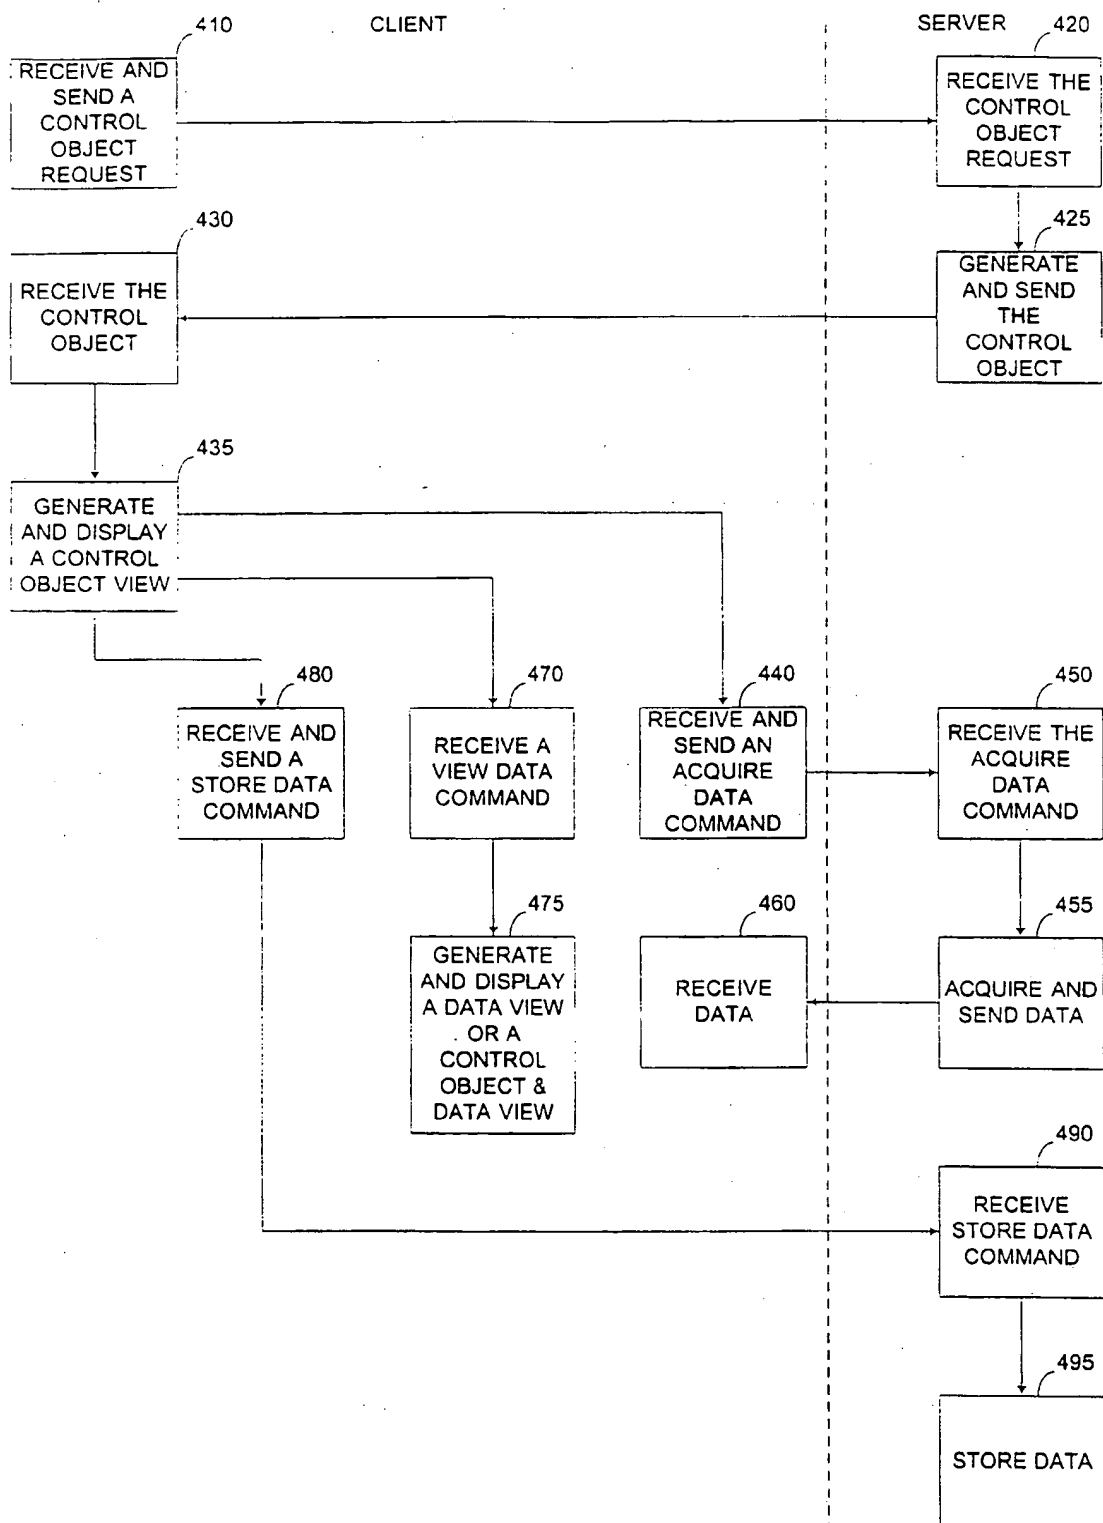 410
CLIENT
SERVER
420
RECEIVE AND
SEND A
CONTROL
OBJECT
REQUEST
RECEIVE THE
CONTROL
OBJECT
REQUEST
430
425
RECEIVE THE
CONTROL
OBJECT
GENERATE
AND SEND
THE
CONTROL
OBJECT
435
GENERATE
AND DISPLAY
A CONTROL
OBJECT VIEW
480
470
440
450
RECEIVE AND
SEND A
STORE DATA
COMMAND
RECEIVE A
VIEW DATA
COMMAND
RECEIVE AND
SEND AN
ACQUIRE
DATA
COMMAND
RECEIVE THE
ACQUIRE
DATA
COMMAND
475
460
455
GENERATE
AND DISPLAY
A DATA VIEW
OR A
CONTROL
OBJECT &
DATA VIEW
RECEIVE
DATA
ACQUIRE AND
SEND DATA
490
RECEIVE
STORE DATA
COMMAND
495
STORE DATA